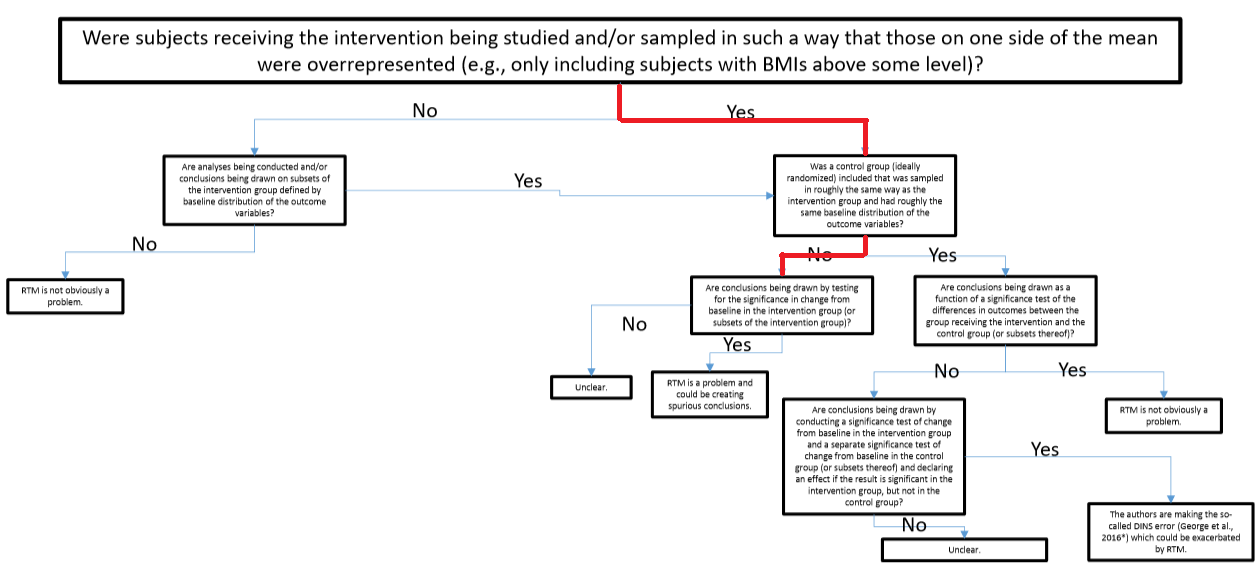 Were subjects receiving the intervention being studied and/or sampled in such a way that those on one side of the mean
were overrepresented (e.g., only including subjects with BMIs above some level)?
No
Yes
Are analyses being conducted and/or
conclusions being drawn on subsets of
the intervention group defined by
baseline distribution of the outcome
variables?
Yes
Was a control group (ideally
randomized) included that was sampled
in roughly the same way as the
intervention group and had roughly the
same baseline distribution of the
outcome variables?
No
RTM is not obviously a
problem.
No
Yes
Are conclusions being drawn by testing
for the significance in change from
baseline in the intervention group (or
subsets of the intervention group)?
Are conclusions being drawn as a
function of a significance test of the
differences in outcomes between the
group receiving the intervention and the
control group (or subsets thereof)?
No
Yes
Unclear.
RTM is a problem and
could be creating
spurious conclusions.
No
Yes
Are conclusions being drawn by
conducting a significance test of change
from baseline in the intervention group
and a separate significance test of
change from baseline in the control
group (or subsets thereof) and declaring
an effect if the result is significant in the
intervention group, but not in the
control group?
RTM is not obviously a
problem.
Yes
The authors are making the so-
called DINS error (George et al.,
2016*) which could be exacerbated
by RTM.
No
Unclear.